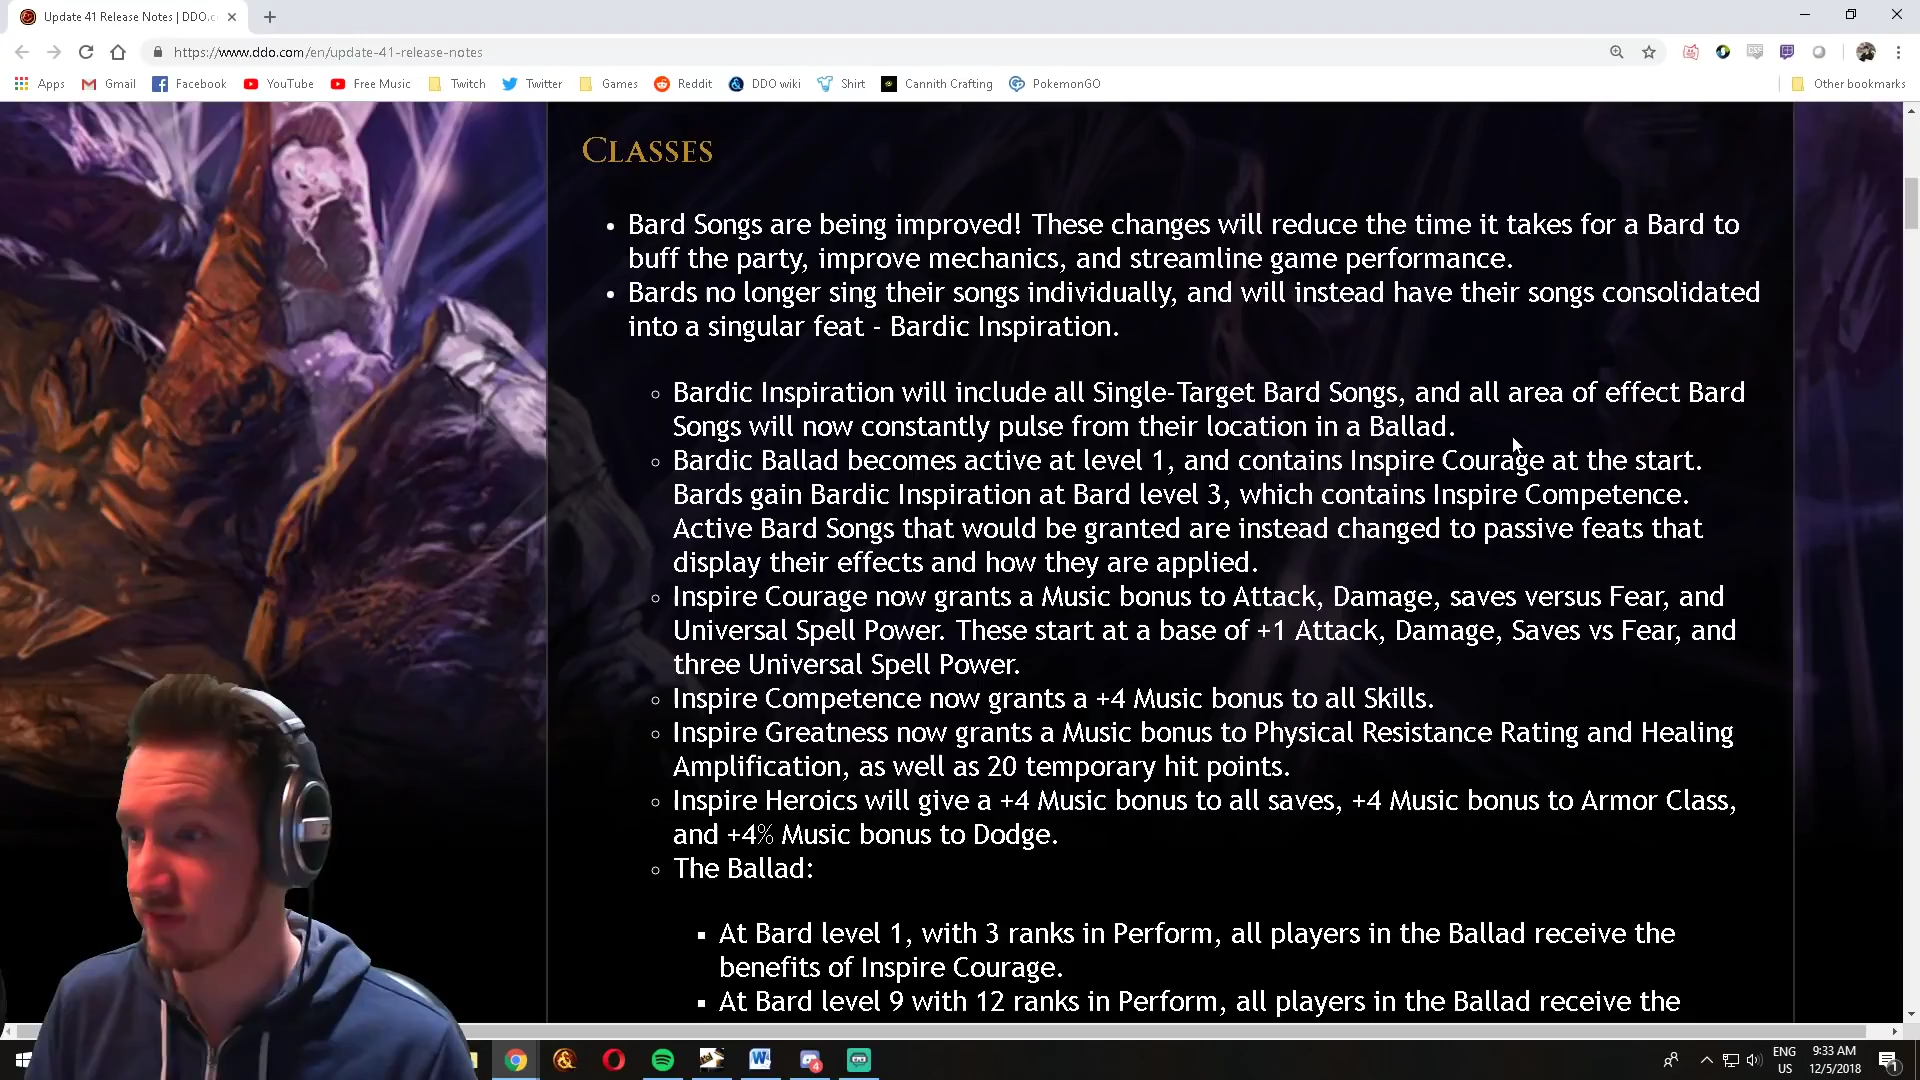 Update 41 Release Notes | DDO.c
https://www.ddo.com/en/update-41-release-notes
Apps Gmail Facebook YouTube Free Music Twitch Twitter Games Reddit DDO wiki Shirt Cannith Crafting PokemonGO Other bookmarks
CLASSES
Bard Songs are being improved! These changes will reduce the time it takes for a Bard to
buff the party, improve mechanics, and streamline game performance.
Bards no longer sing their songs individually, and will instead have their songs consolidated
into a singular feat - Bardic Inspiration.
Bardic Inspiration will include all Single-Target Bard Songs, and all area of effect Bard
Songs will now constantly pulse from their location in a Ballad.
Bardic Ballad becomes active at level 1, and contains Inspire Courage at the start.
Bards gain Bardic Inspiration at Bard level 3, which contains Inspire Competence.
Active Bard Songs that would be granted are instead changed to passive feats that
display their effects and how they are applied.
Inspire Courage now grants a Music bonus to Attack, Damage, saves versus Fear, and
Universal Spell Power. These start at a base of +1 Attack, Damage, Saves vs Fear, and
three Universal Spell Power.
Inspire Competence now grants a +4 Music bonus to all Skills.
Inspire Greatness now grants a Music bonus to Physical Resistance Rating and Healing
Amplification, as well as 20 temporary hit points.
Inspire Heroics will give a +4 Music bonus to all saves, +4 Music bonus to Armor Class,
and +4% Music bonus to Dodge.
The Ballad:
At Bard level 1, with 3 ranks in Perform, all players in the Ballad receive the
benefits of Inspire Courage.
At Bard level 9 with 12 ranks in Perform, all players in the Ballad receive the
ENG 9:33 AM
US 12/5/2018